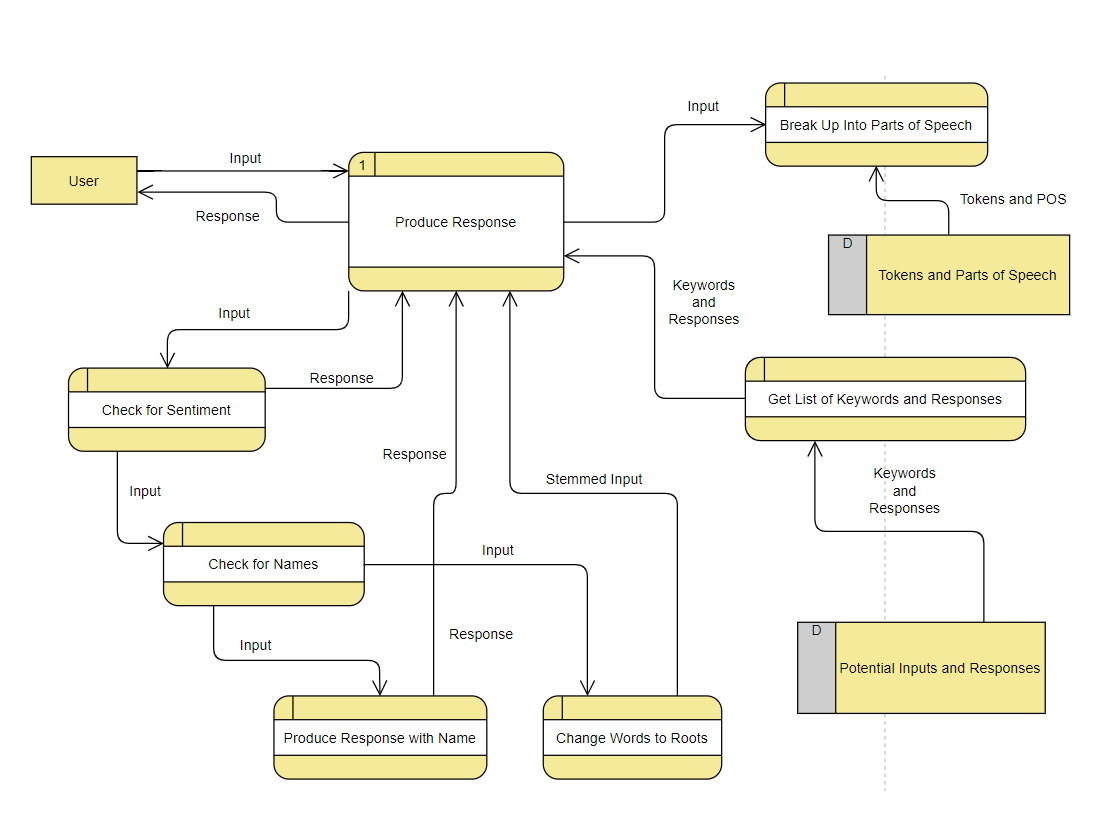 Input
Break Up Into Parts of Speech
Input
User
1
Produce Response
Response
Tokens and POS
D
Tokens and Parts of Speech
Keywords
and
Responses
Input
Response
Check for Sentiment
Get List of Keywords and Responses
Response
Stemmed Input
Keywords
and
Responses
Input
Input
Check for Names
Input
Response
D
Potential Inputs and Responses
Produce Response with Name
Change Words to Roots